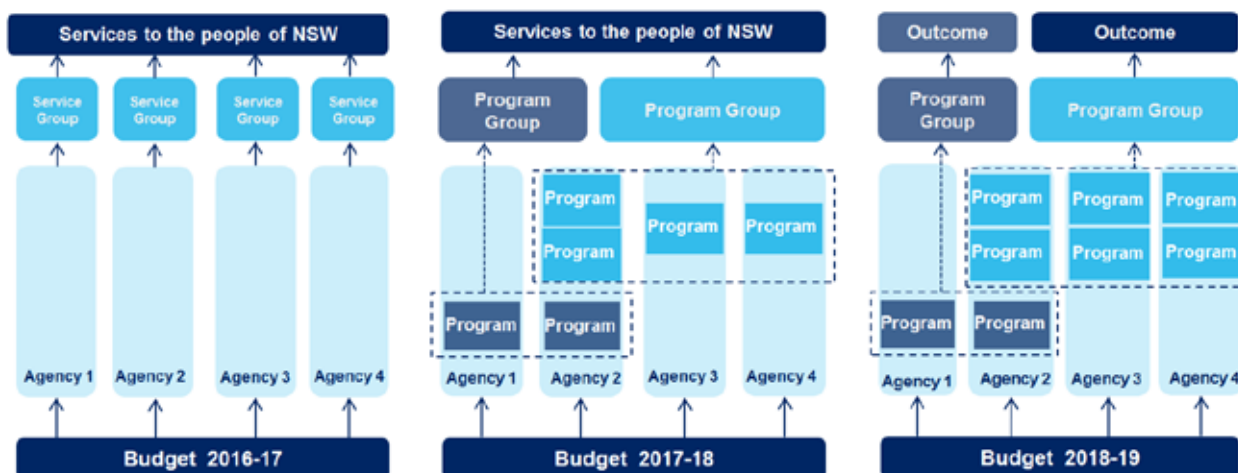 Services to the people of NSW
Service
Group
Service
Group
Service
Group
Service
Group
Agency 1
Agency 2
Agency 3
Agency 4
Budget 2016-17
Services to the people of NSW
Program
Group
Program Group
Program
Program
Program
Program
Program
Program
Agency 1
Agency 2
Agency 3
Agency 4
Budget 2017-18
Outcome
Outcome
Program
Group
Program Group
Program
Program
Program
Program
Program
Program
Program
Program
Agency 1
Agency 2
Agency 3
Agency 4
Budget 2018-19